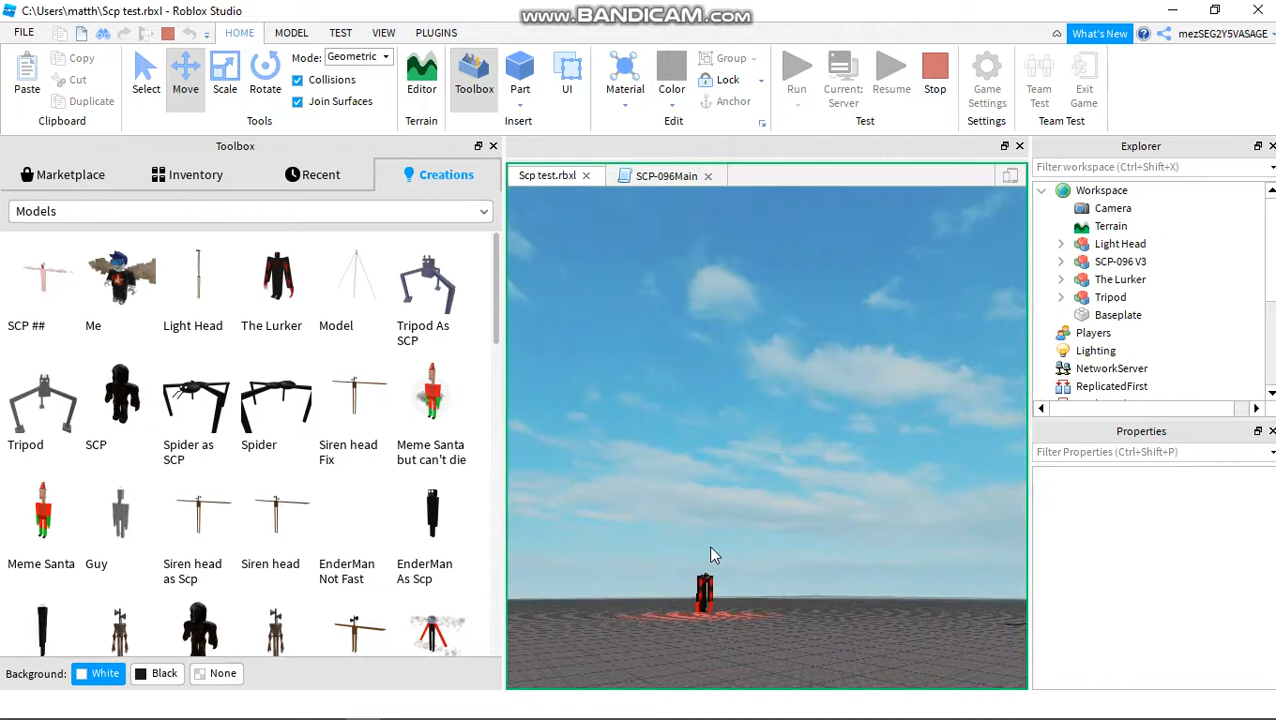 C:\Users\matth\Scp test.rbxl - Roblox Studio
www.BANDICAM.com
FILE HOME MODEL TEST VIEW PLUGINS What's New mezSEG2Y5VASAGE
Paste Copy Cut Duplicate Clipboard
Select Move Scale Rotate Mode: Geometric Collisions Join Surfaces Tools
Editor Terrain
Toolbox Part UI Insert
Material Color Group Lock Anchor Edit
Run Current: Server Resume Stop Test
Game Settings Settings
Team Test Exit Game Team Test
Toolbox
Marketplace Inventory Recent Creations
Models
SCP ## Me Light Head The Lurker Model Tripod As SCP
Tripod SCP Spider as SCP Spider Siren head Fix Meme Santa but can't die
Meme Santa Guy Siren head as Scp Siren head EnderMan Not Fast EnderMan As Scp
Background: White Black None
Scp test.rbxl SCP-096Main
Explorer
Filter workspace (Ctrl+Shift+X)
Workspace
Camera
Terrain
Light Head
SCP-096 V3
The Lurker
Tripod
Baseplate
Players
Lighting
NetworkServer
ReplicatedFirst
Properties
Filter Properties (Ctrl+Shift+P)